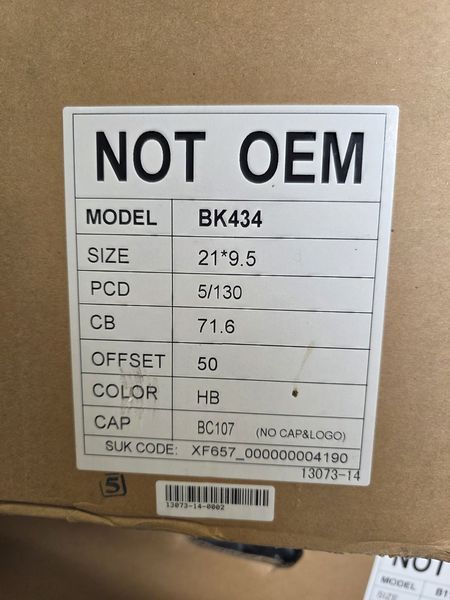 NOT OEM
MODEL BK434
SIZE 21*9.5
PCD 5/130
CB 71.6
OFFSET 50
COLOR HB
CAP BC107 (NO CAP&LOGO)
SUK CODE: XF657_000000004190
13073-14
5
13073-14-0002
NOT
MODEL B1
SIZE